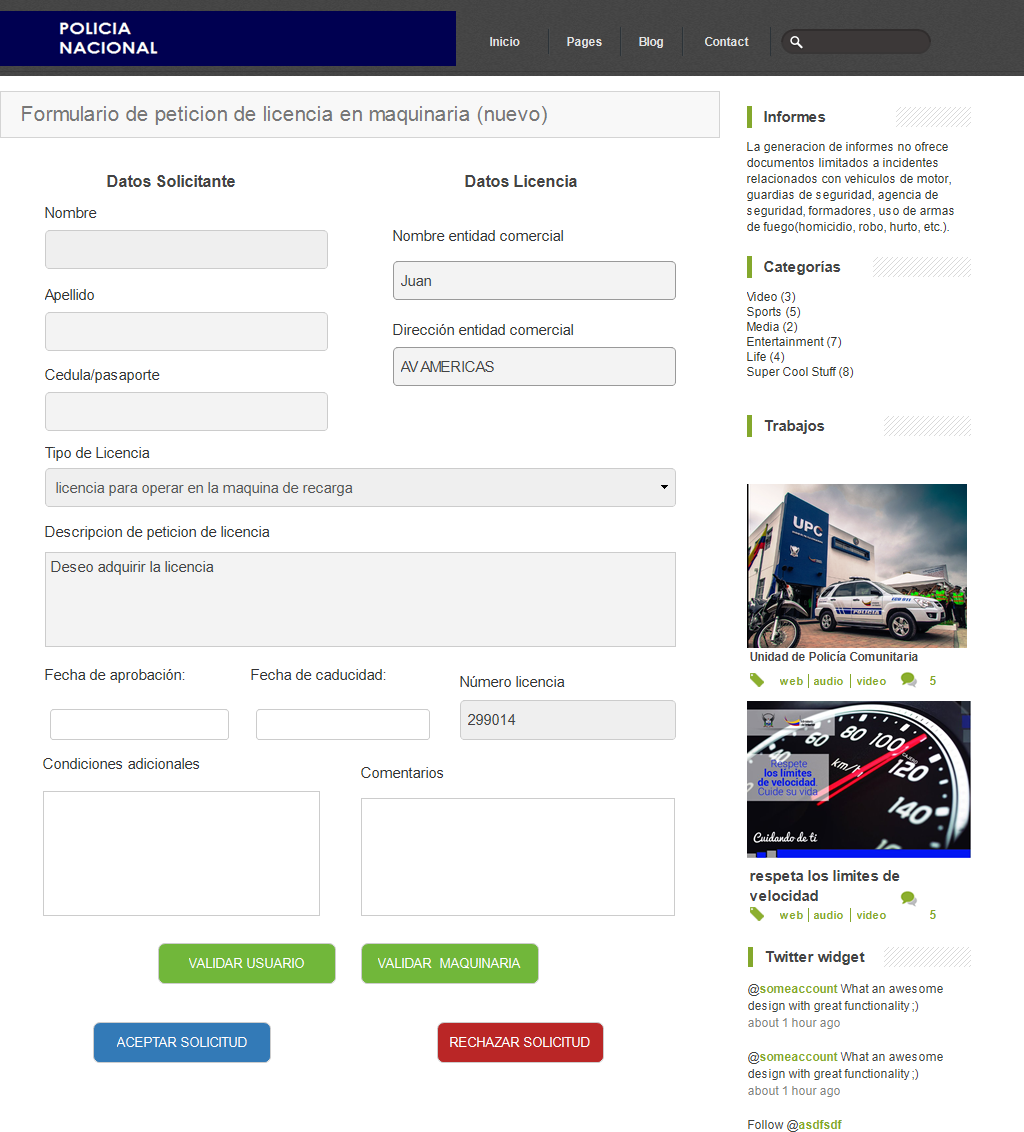 POLICIA
NACIONAL
Inicio
Pages
Blog
Contact
Formulario de peticion de licencia en maquinaria (nuevo)
Datos Solicitante
Nombre
Apellido
Cedula/pasaporte
Datos Licencia
Nombre entidad comercial
Juan
Dirección entidad comercial
AV AMERICAS
Tipo de Licencia
licencia para operar en la maquina de recarga
Descripcion de peticion de licencia
Deseo adquirir la licencia
Fecha de aprobación:
Fecha de caducidad:
Número licencia
299014
Condiciones adicionales
Comentarios
VALIDAR USUARIO
VALIDAR MAQUINARIA
ACEPTAR SOLICITUD
RECHAZAR SOLICITUD
Informes
La generacion de informes no ofrece
documentos limitados a incidentes
relacionados con vehiculos de motor,
guardias de seguridad, agencia de
seguridad, formadores, uso de armas
de fuego(homicidio, robo, hurto, etc.).
Categorías
Video (3)
Sports (5)
Media (2)
Entertainment (7)
Life (4)
Super Cool Stuff (8)
Trabajos
UPC
POLICIA
Unidad de Policía Comunitaria
web | audio | video 5
60
80
100
120
140
km/h
Respete
los límites
de velocidad.
Cuide su vida
Cuidando de ti
respeta los limites de
velocidad
web | audio | video 5
Twitter widget
@someaccount What an awesome
design with great functionality ;)
about 1 hour ago
@someaccount What an awesome
design with great functionality ;)
about 1 hour ago
Follow @asdfsdf